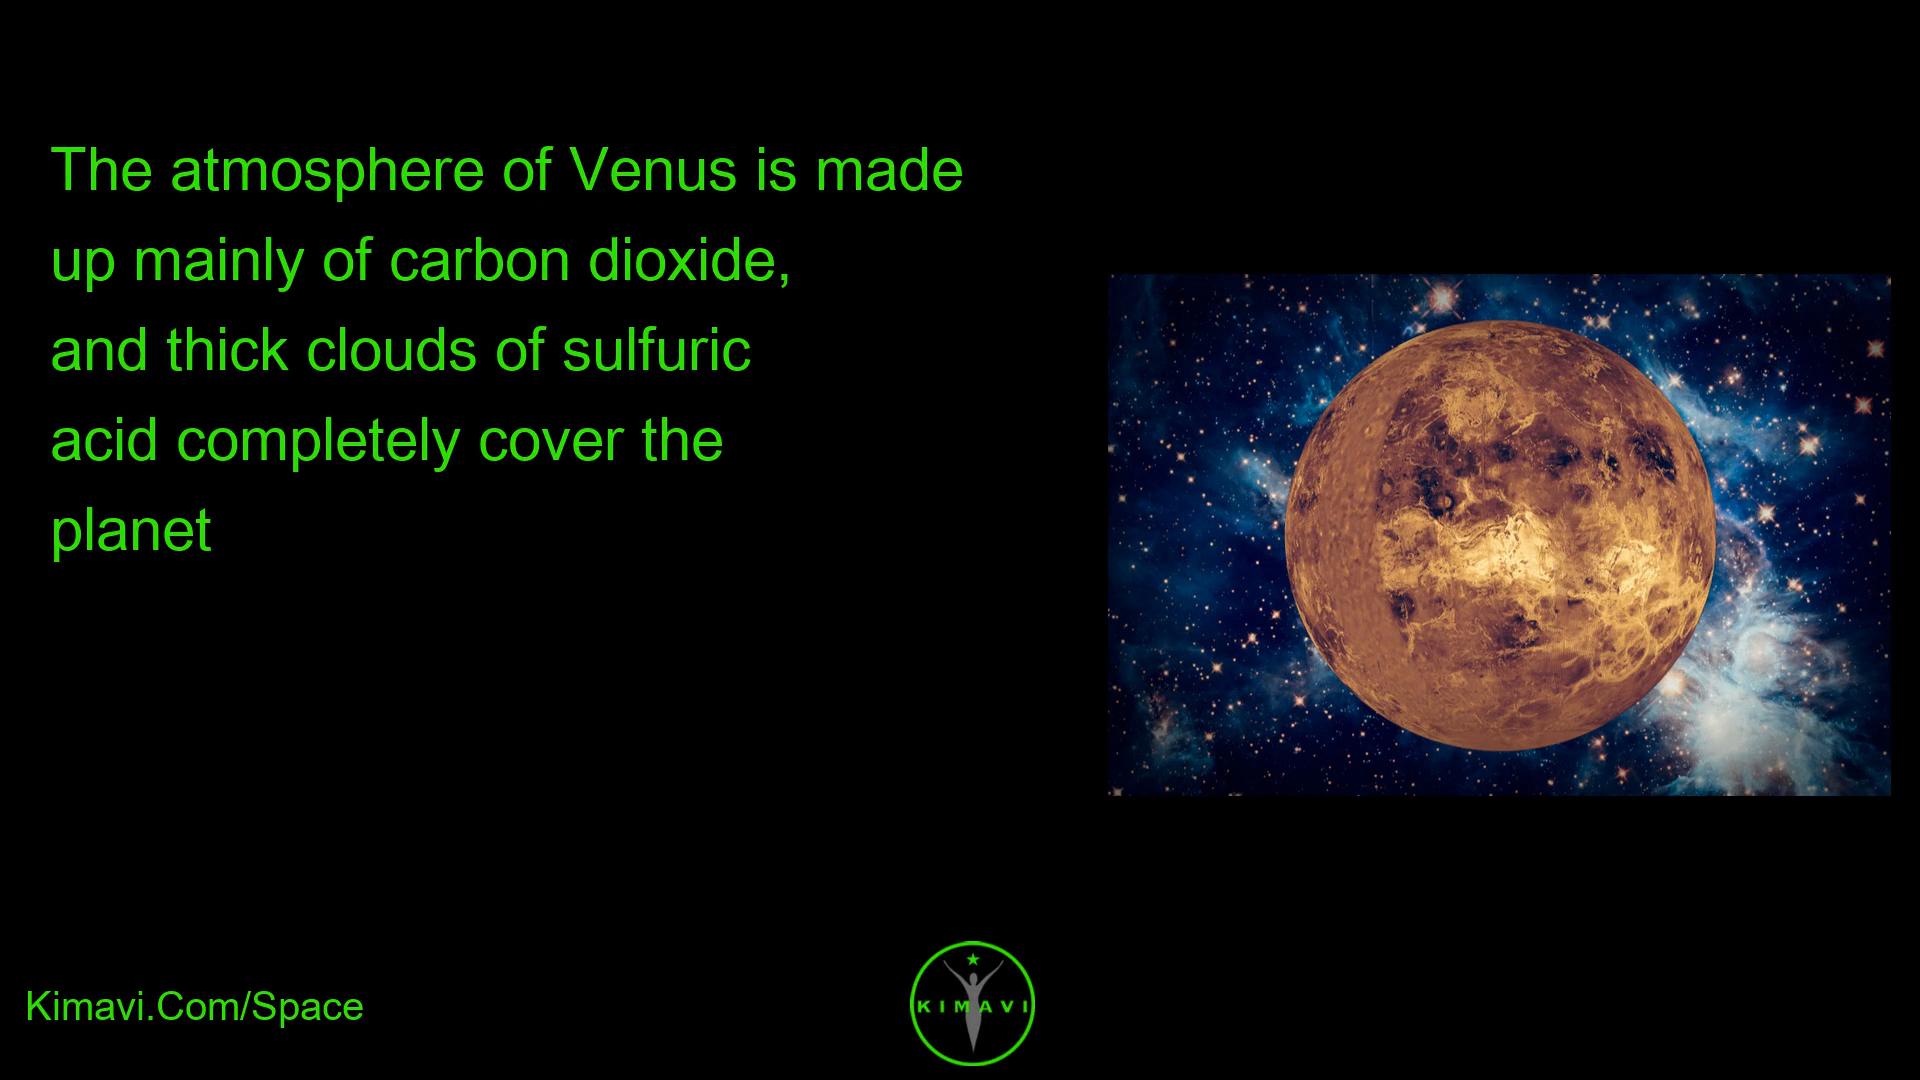 The atmosphere of Venus is made
up mainly of carbon dioxide,
and thick clouds of sulfuric
acid completely cover the
planet
Kimavi.Com/Space
KIMAVI